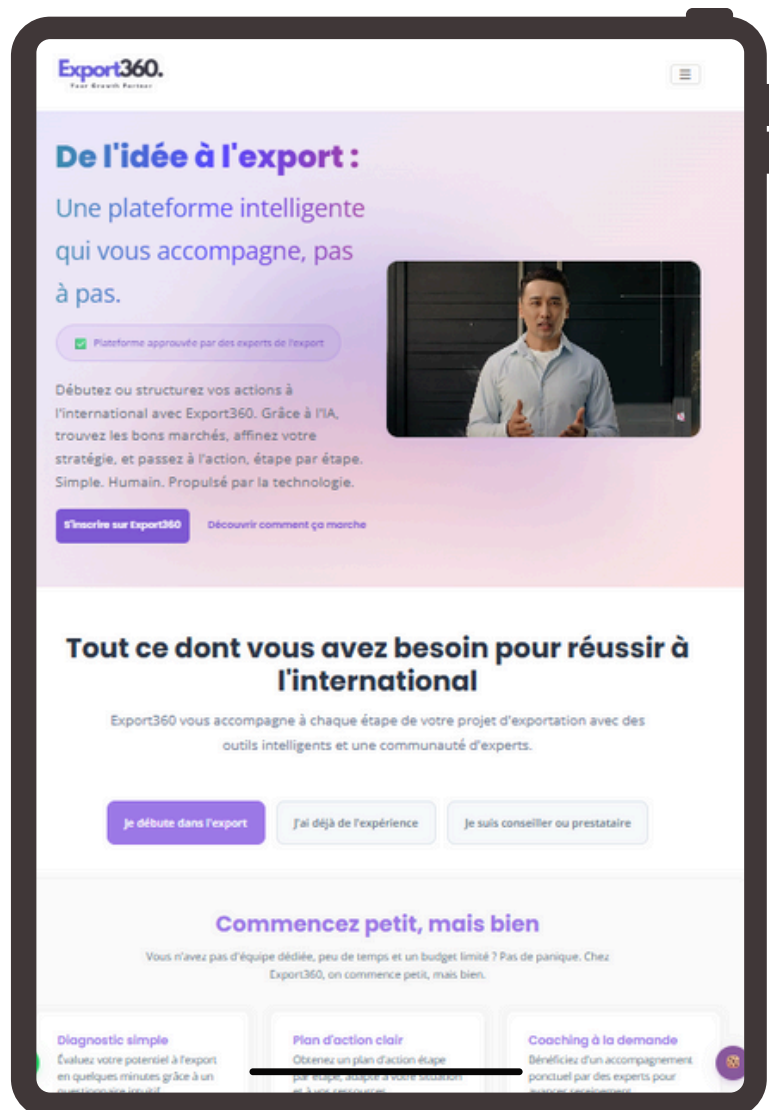 Export360.
Your Growth Partner
De l'idée à l'export :
Une plateforme intelligente
qui vous accompagne, pas
à pas.
Plateforme approuvée par des experts de l'export
Débutez ou structurez vos actions à
l'international avec Export360. Grâce à l'IA,
trouvez les bons marchés, affinez votre
stratégie, et passez à l'action, étape par étape.
Simple. Humain. Propulsé par la technologie.
S'inscrire sur Export360
Découvrir comment ça marche
Tout ce dont vous avez besoin pour réussir à
l'international
Export360 vous accompagne à chaque étape de votre projet d'exportation avec des
outils intelligents et une communauté d'experts.
Je débute dans l'export
J'ai déjà de l'expérience
Je suis conseiller ou prestataire
Commencez petit, mais bien
Vous n'avez pas d'équipe dédiée, peu de temps et un budget limité ? Pas de panique. Chez
Export360, on commence petit, mais bien.
Diagnostic simple
Évaluez votre potentiel à l'export
en quelques minutes grâce à un
questionnaire intuitif
Plan d'action clair
Obtenez un plan d'action étape
par étape, adapté à votre situation
et à vos ressources
Coaching à la demande
Bénéficiez d'un accompagnement
ponctuel par des experts pour
avancer sereinement